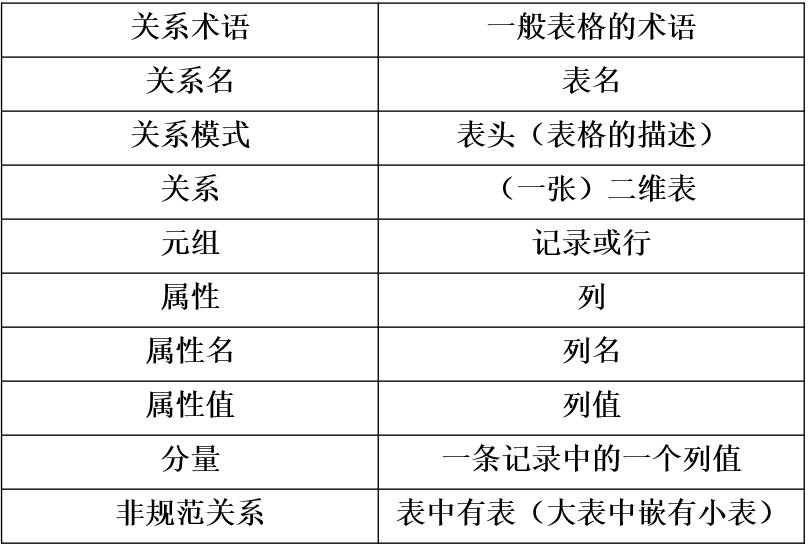 关系术语 一般表格的术语
关系名 表名
关系模式 表头（表格的描述）
关系 （一张）二维表
元组 记录或行
属性 列
属性名 列名
属性值 列值
分量 一条记录中的一个列值
非规范关系 表中有表（大表中嵌有小表）